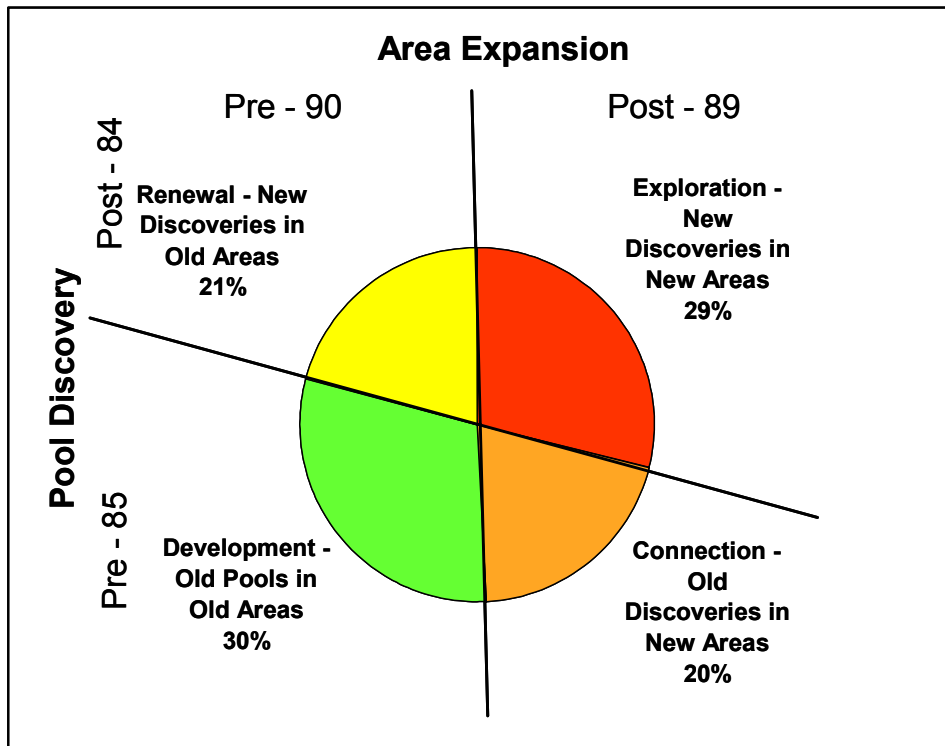 Area Expansion
Pre - 90
Post - 89
Post - 84
Renewal - New
Discoveries in
Old Areas
21%
Exploration -
New
Discoveries in
New Areas
29%
Pool Discovery
Pre - 85
Development -
Old Pools in
Old Areas
30%
Connection -
Old
Discoveries in
New Areas
20%